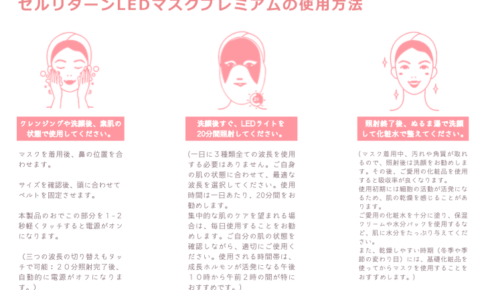 セルリターンLEDマスクプレミアムの使用方法
クレンジングや洗顔後、素肌の
状態で使用してください。
マスクを着用後、鼻の位置を合
わせます。
サイズを確認後、頭に合わせて
ベルトを固定させます。
本製品のおでこの部分を１−２
秒軽くタッチすると電源がオン
になります。
（三つの波長の切り替えもタッ
チで可能：２０分照射完了後、
自動的に電源がオフになりま
す。）
洗顔後すぐ、LEDライトを
20分間照射してください。
(一日に３種類全ての波長を使用
する必要はありません。ご自身
の肌の状態に合わせて、最適な
波長を選択してください。使用
時間は一日あたり、20分間をお
勧めします。
集中的な肌のケアを望まれる場
合は、毎日使用することをお勧
めします。ご自分の肌の状態を
確認しながら、適切にご使用く
ださい。使用される時間帯は、
成長ホルモンが活発になる午後
１０時から午前２時の間が特に
おすすめです。)
照射終了後、ぬるま湯で洗顔
して化粧水で整えてください。
(マスク着用中、汚れや角質が取れ
るので、照射後は洗顔をお勧めしま
す。その後、ご愛用の化粧品を使用
すると吸収率が良くなります。
使用初期には細胞の活動が活発にな
るため、肌の乾燥を感じることがあ
ります。
ご愛用の化粧水を十分に塗り、保湿
クリームや水分パックを使用するな
ど、肌に水分をたっぷり与えてくだ
さい。
また、乾燥しやすい時期（冬季や季
節の変わり目）には、基礎化粧品を
使ってからマスクを使用することを
おすすめします。)